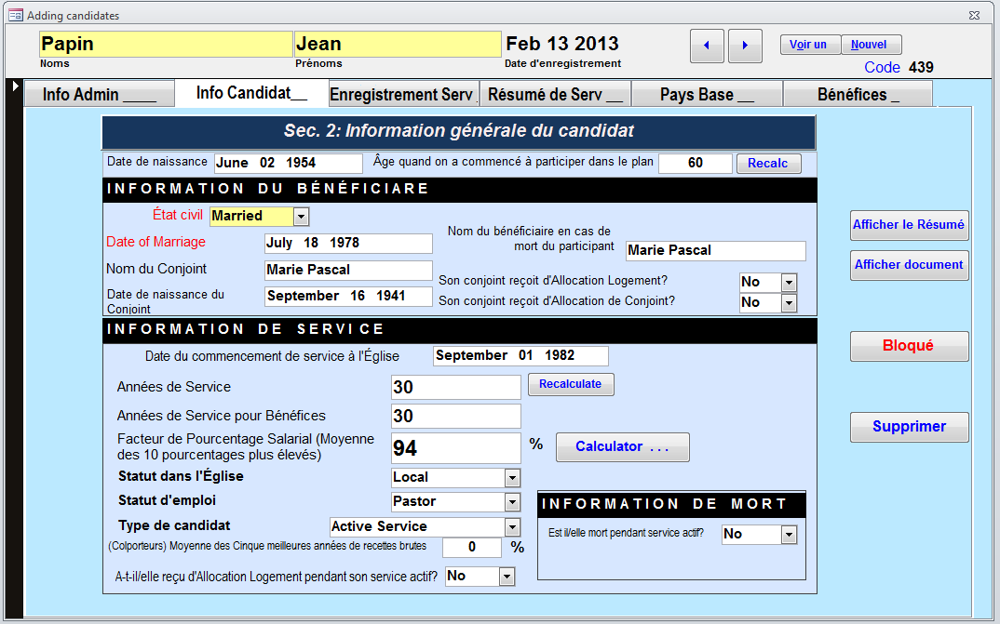 Adding candidates
Papin Jean Feb 13 2013 Voir un Nouvel
Noms Prénoms Date d'enregistrement Code 439
Info Admin ____ Info Candidat__ Enregistrement Serv Résumé de Serv __ Pays Base __ Bénéfices _
Sec. 2: Information générale du candidat
Date de naissance June 02 1954 Âge quand on a commencé à participer dans le plan 60 Recalc
INFORMATION DU BÉNÉFICIARE
État civil Married
Date of Marriage July 18 1978
Nom du bénéficiaire en cas de
mort du participant Marie Pascal
Nom du Conjoint Marie Pascal
Son conjoint reçoit d'Allocation Logement? No
Date de naissance du
Conjoint September 16 1941
Son conjoint reçoit d'Allocation de Conjoint? No
Afficher le Résumé
Afficher document
INFORMATION DE SERVICE
Date du commencement de service à l'Église September 01 1982
Bloqué
Années de Service 30 Recalculate
Années de Service pour Bénéfices 30
Supprimer
Facteur de Pourcentage Salarial (Moyenne
des 10 pourcentages plus élevés) 94 % Calculator . . .
Statut dans l'Église Local
Statut d'emploi Pastor
Type de candidat Active Service
(Colporteurs) Moyenne des Cinque meilleures années de recettes brutes 0 %
A-t-il/elle reçu d'Allocation Logement pendant son service actif? No
INFORMATION DE MORT
Est il/elle mort pendant service actif? No